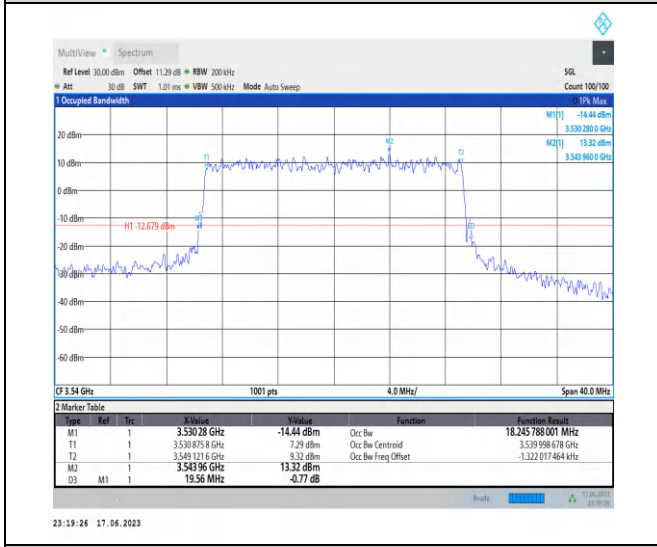 MultiView Spectrum
Ref Level 30.00 dBm Offset 11.29 dB RBW 200 kHz SGL
Att 30 dB SWT 1.01 ms VBW 500 kHz Mode Auto Sweep Count 100/100
1 Occupied Bandwidth 1Pk Max
M1[1] -14.44 dBm
3.530 280 0 GHz
M2[1] 13.32 dBm
3.543 960 0 GHz
20 dBm
10 dBm
0 dBm
-10 dBm
-20 dBm
-30 dBm
-40 dBm
-50 dBm
-60 dBm
T1
M2
T2
M1
H1 -12.679 dBm
D3
CF 3.54 GHz 1001 pts 4.0 MHz/ Span 40.0 MHz
2 Marker Table
Type Ref Trc X-Value Y-Value Function Function Result
M1 1 3.530 28 GHz -14.44 dBm Occ Bw 18.245 788 001 MHz
T1 1 3.530 875 8 GHz 7.29 dBm Occ Bw Centroid 3.539 998 678 GHz
T2 1 3.549 121 6 GHz 9.32 dBm Occ Bw Freq Offset -1.322 017 464 kHz
M2 1 3.543 96 GHz 13.32 dBm
D3 M1 1 19.56 MHz -0.77 dB
Ready 17.06.2023
23:19:26
23:19:26 17.06.2023